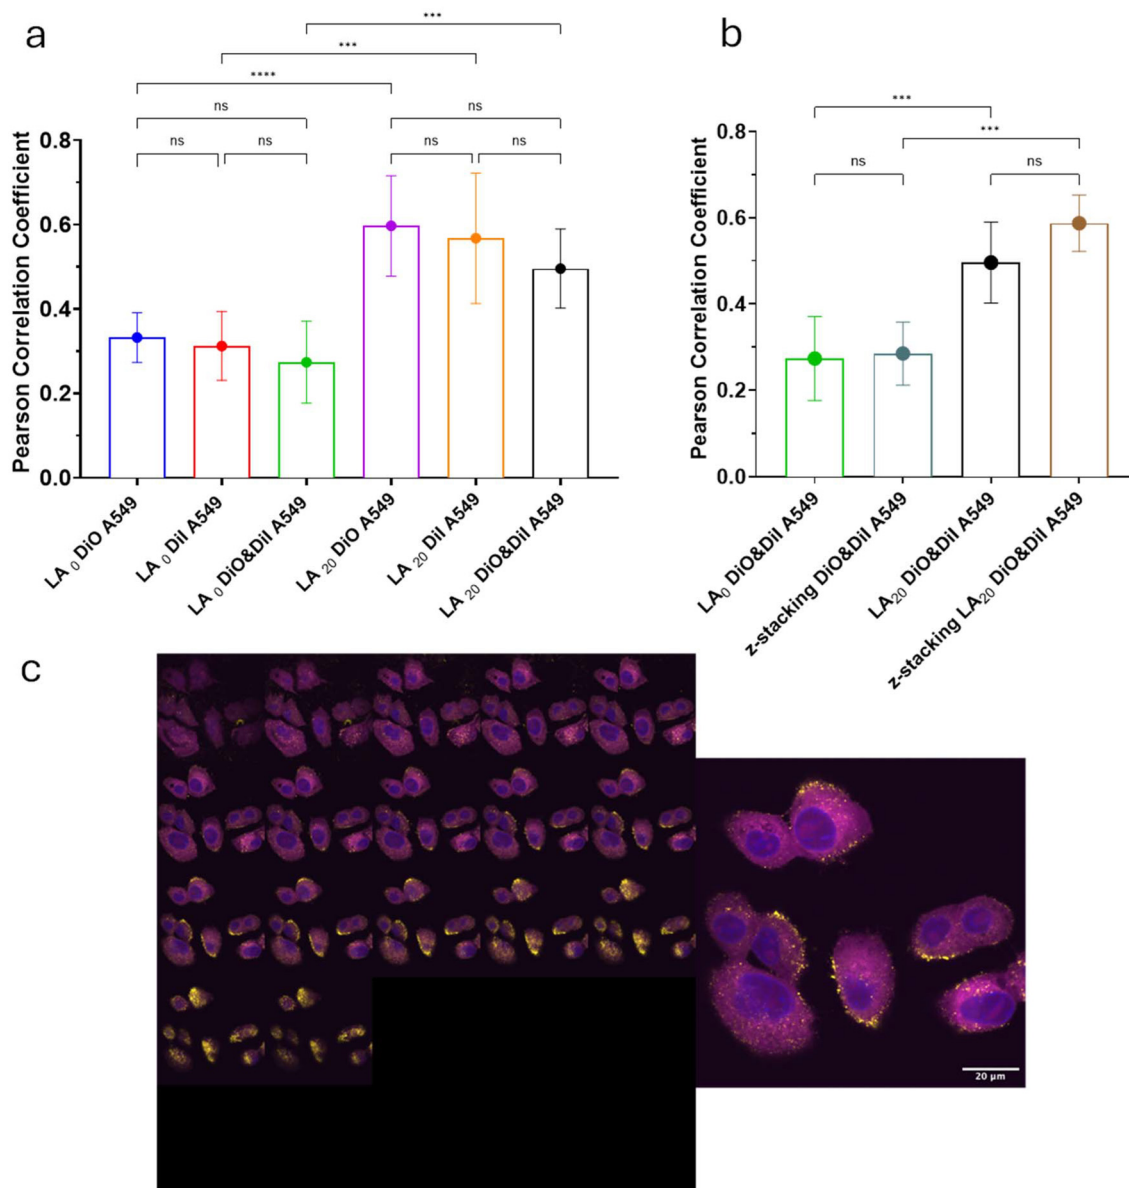 a
***
***
****
ns
ns
ns
ns
ns
ns
Pearson Correlation Coefficient
0.8
0.6
0.4
0.2
0.0
LA 0 DiO A549
LA 0 DiI A549
LA 0 DiO&DiI A549
LA 20 DiO A549
LA 20 DiI A549
LA 20 DiO&DiI A549
b
***
***
ns
ns
Pearson Correlation Coefficient
0.8
0.6
0.4
0.2
0.0
LA0 DiO&DiI A549
z-stacking DiO&DiI A549
LA20 DiO&DiI A549
z-stacking LA20 DiO&DiI A549
c
20 µm